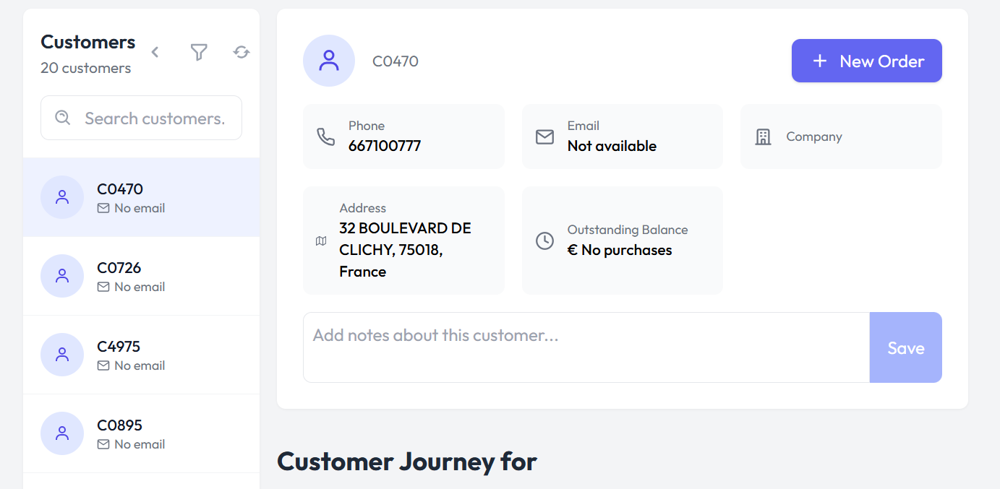 Customers
20 customers
Search customers.
C0470
No email
C0726
No email
C4975
No email
C0895
No email
C0470
+ New Order
Phone
667100777
Email
Not available
Company
Address
32 BOULEVARD DE
CLICHY, 75018,
France
Outstanding Balance
€ No purchases
Add notes about this customer...
Save
Customer Journey for